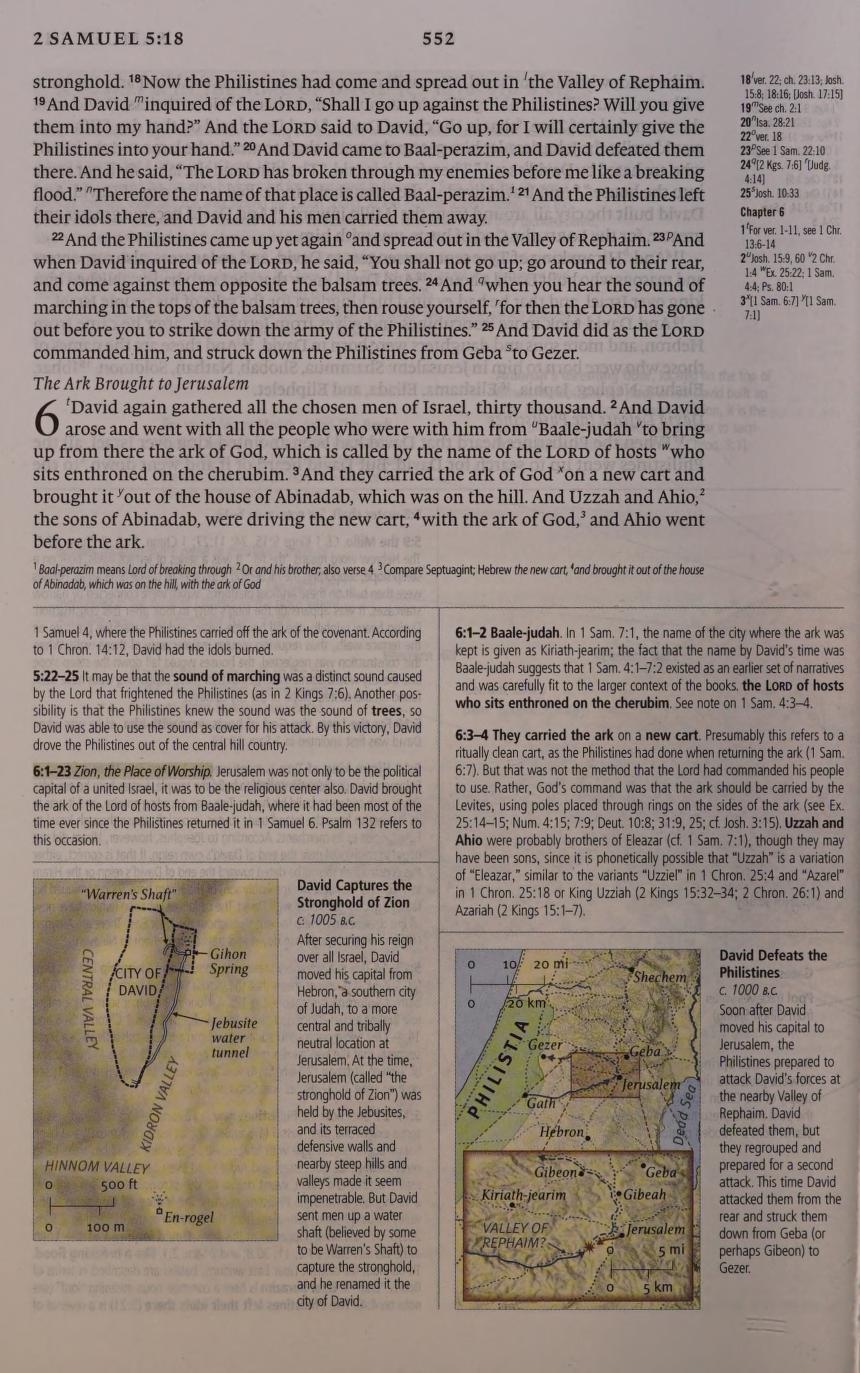 2 SAMUEL 5:18
552
stronghold. 18 Now the Philistines had come and spread out in l the Valley of Rephaim.
19 And David m inquired of the LORD, “Shall I go up against the Philistines? Will you give
them into my hand?” And the LORD said to David, “Go up, for I will certainly give the
Philistines into your hand.” 20 And David came to Baal-perazim, and David defeated them
there. And he said, “The LORD has broken through my enemies before me like a breaking
flood.” n Therefore the name of that place is called Baal-perazim.1 21 And the Philistines left
their idols there, and David and his men carried them away.
22 And the Philistines came up yet again o and spread out in the Valley of Rephaim. 23 p And
when David inquired of the LORD, he said, “You shall not go up; go around to their rear,
and come against them opposite the balsam trees. 24 And q when you hear the sound of
marching in the tops of the balsam trees, then rouse yourself, r for then the LORD has gone
out before you to strike down the army of the Philistines.” 25 And David did as the LORD
commanded him, and struck down the Philistines from Geba s to Gezer.
The Ark Brought to Jerusalem
6 t David again gathered all the chosen men of Israel, thirty thousand. 2 And David
arose and went with all the people who were with him from u Baale-judah v to bring
up from there the ark of God, which is called by the name of the LORD of hosts w who
sits enthroned on the cherubim. 3 And they carried the ark of God x on a new cart and
brought it y out of the house of Abinadab, which was on the hill. And Uzzah and Ahio,2
the sons of Abinadab, were driving the new cart, 4 with the ark of God,3 and Ahio went
before the ark.
1 Baal-perazim means Lord of breaking through 2 Or and his brother; also verse 4 3 Compare Septuagint; Hebrew the new cart, 4 and brought it out of the house
of Abinadab, which was on the hill, with the ark of God
18 l ver. 22; ch. 23:13; Josh.
15:8; 18:16; [Josh. 17:15]
19 m See ch. 2:1
20 n Isa. 28:21
22 o ver. 18
23 p See 1 Sam. 22:10
24 q [2 Kgs. 7:6] r Judg.
4:14]
25 s Josh. 10:33
Chapter 6
1 t For ver. 1-11, see 1 Chr.
13:6-14
2 u Josh. 15:9, 60 v 2 Chr.
1:4 w Ex. 25:22; 1 Sam.
4:4; Ps. 80:1
3 x [1 Sam. 6:7] y [1 Sam.
7:1]
1 Samuel 4, where the Philistines carried off the ark of the covenant. According
to 1 Chron. 14:12, David had the idols burned.
5:22–25 It may be that the sound of marching was a distinct sound caused
by the Lord that frightened the Philistines (as in 2 Kings 7:6). Another pos-
sibility is that the Philistines knew the sound was the sound of trees, so
David was able to use the sound as cover for his attack. By this victory, David
drove the Philistines out of the central hill country.
6:1–23 Zion, the Place of Worship. Jerusalem was not only to be the political
capital of a united Israel, it was to be the religious center also. David brought
the ark of the Lord of hosts from Baale-judah, where it had been most of the
time ever since the Philistines returned it in 1 Samuel 6. Psalm 132 refers to
this occasion.
"Warren's Shaft"
Gihon
Spring
CITY OF
DAVID
CENTRAL VALLEY
Jebusite
water
tunnel
KIDRON VALLEY
HINNOM VALLEY
0 500 ft
0 100 m
En-rogel
David Captures the
Stronghold of Zion
c. 1005 B.C.
After securing his reign
over all Israel, David
moved his capital from
Hebron, a southern city
of Judah, to a more
central and tribally
neutral location at
Jerusalem. At the time,
Jerusalem (called “the
stronghold of Zion”) was
held by the Jebusites,
and its terraced
defensive walls and
nearby steep hills and
valleys made it seem
impenetrable. But David
sent men up a water
shaft (believed by some
to be Warren's Shaft) to
capture the stronghold,
and he renamed it the
city of David.
6:1–2 Baale-judah. In 1 Sam. 7:1, the name of the city where the ark was
kept is given as Kiriath-jearim; the fact that the name by David's time was
Baale-judah suggests that 1 Sam. 4:1–7:2 existed as an earlier set of narratives
and was carefully fit to the larger context of the books. the LORD of hosts
who sits enthroned on the cherubim. See note on 1 Sam. 4:3–4.
6:3–4 They carried the ark on a new cart. Presumably this refers to a
ritually clean cart, as the Philistines had done when returning the ark (1 Sam.
6:7). But that was not the method that the Lord had commanded his people
to use. Rather, God's command was that the ark should be carried by the
Levites, using poles placed through rings on the sides of the ark (see Ex.
25:14–15; Num. 4:15; 7:9; Deut. 10:8; 31:9, 25; cf. Josh. 3:15). Uzzah and
Ahio were probably brothers of Eleazar (cf. 1 Sam. 7:1), though they may
have been sons, since it is phonetically possible that “Uzzah” is a variation
of “Eleazar,” similar to the variants “Uzziel” in 1 Chron. 25:4 and “Azarel”
in 1 Chron. 25:18 or King Uzziah (2 Kings 15:32–34; 2 Chron. 26:1) and
Azariah (2 Kings 15:1–7).
0 10 20 mi
0 20 km
Shechem
PHILISTIA
Gezer
Geba
Jerusalem
Gath
Hebron
Dead Sea
Gibeon
Geba
Kiriath-jearim
Gibeah
VALLEY OF
REPHAIM?
Jerusalem
0 5 mi
0 5 km
David Defeats the
Philistines
c. 1000 B.C.
Soon after David
moved his capital to
Jerusalem, the
Philistines prepared to
attack David's forces at
the nearby Valley of
Rephaim. David
defeated them, but
they regrouped and
prepared for a second
attack. This time David
attacked them from the
rear and struck them
down from Geba (or
perhaps Gibeon) to
Gezer.